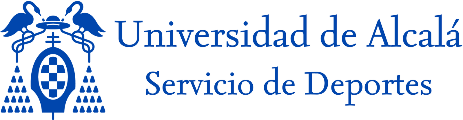 Universidad de Alcalá
Servicio de Deportes